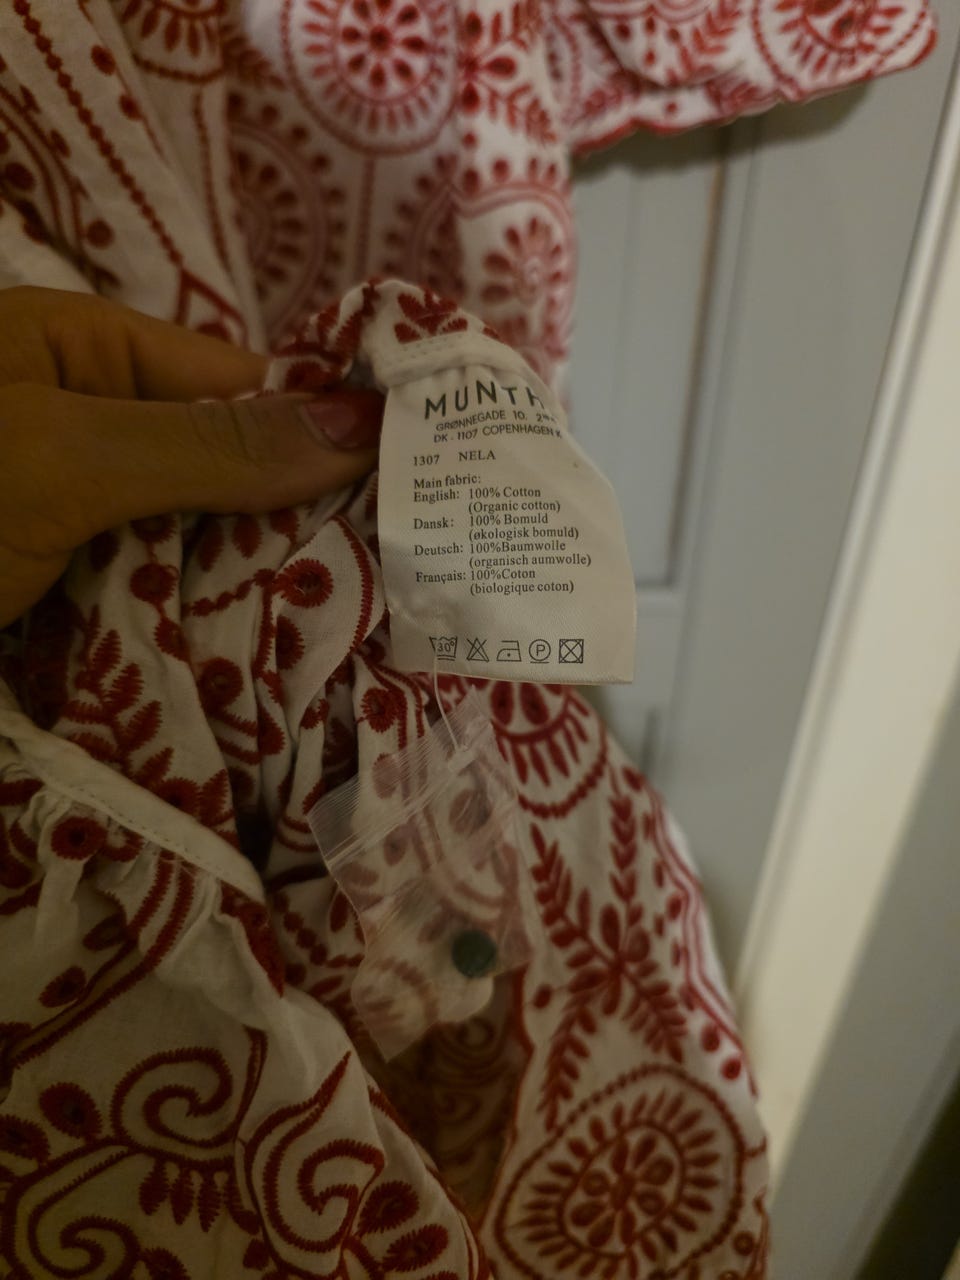 MUNTH
GRØNNEGADE 10, 2
DK - 1107 COPENHAGEN K
1307 NELA
Main fabric:
English: 100% Cotton
(Organic cotton)
Dansk: 100% Bomuld
(økologisk bomuld)
Deutsch: 100%Baumwolle
(organisch aumwolle)
Français: 100%Coton
(biologique coton)
30°
P